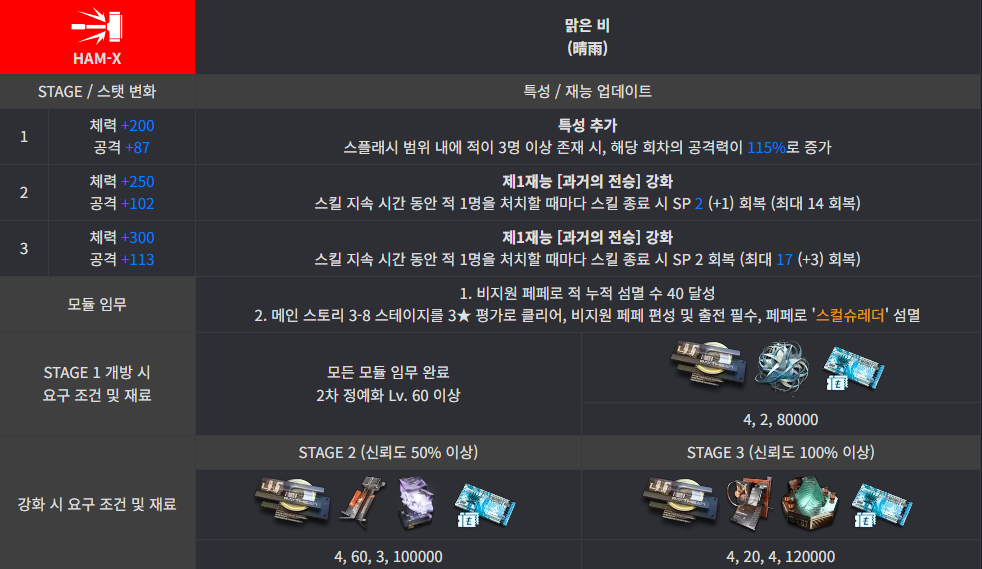 HAM-X
맑은 비
(晴雨)
STAGE / 스탯 변화
특성 / 재능 업데이트
1
체력 +200
공격 +87
특성 추가
스플래시 범위 내에 적이 3명 이상 존재 시, 해당 회차의 공격력이 115%로 증가
2
체력 +250
공격 +102
제1재능 [과거의 전승] 강화
스킬 지속 시간 동안 적 1명을 처치할 때마다 스킬 종료 시 SP 2 (+1) 회복 (최대 14 회복)
3
체력 +300
공격 +113
제1재능 [과거의 전승] 강화
스킬 지속 시간 동안 적 1명을 처치할 때마다 스킬 종료 시 SP 2 회복 (최대 17 (+3) 회복)
모듈 임무
1. 비지원 페페로 적 누적 섬멸 수 40 달성
2. 메인 스토리 3-8 스테이지를 3★ 평가로 클리어, 비지원 페페 편성 및 출전 필수, 페페로 '스컬슈레더' 섬멸
STAGE 1 개방 시
요구 조건 및 재료
모든 모듈 임무 완료
2차 정예화 Lv. 60 이상
4, 2, 80000
강화 시 요구 조건 및 재료
STAGE 2 (신뢰도 50% 이상)
STAGE 3 (신뢰도 100% 이상)
4, 60, 3, 100000
4, 20, 4, 120000